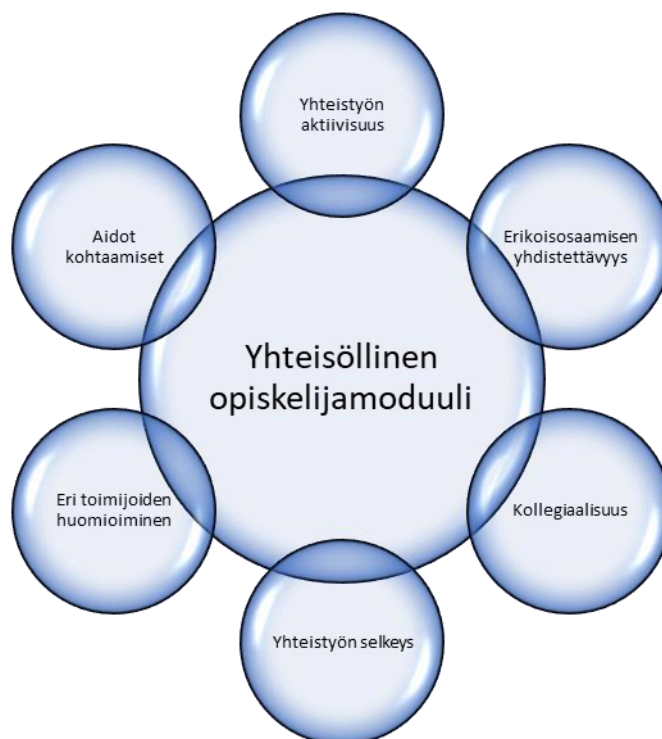 Yhteistyön
aktiivisuus
Erikoisosaamisen
yhdistettävyys
Kollegiaalisuus
Yhteistyön selkeys
Eri toimijoiden
huomioiminen
Aidot
kohtaamiset
Yhteisöllinen
opiskelijamoduuli